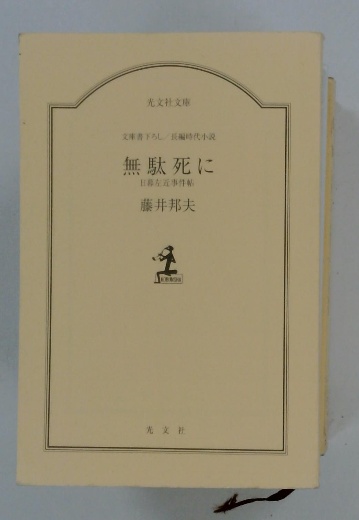 光文社文庫
文庫書下ろし／長編時代小説
無駄死に
日暮左近事件帖
藤井邦夫
光文社